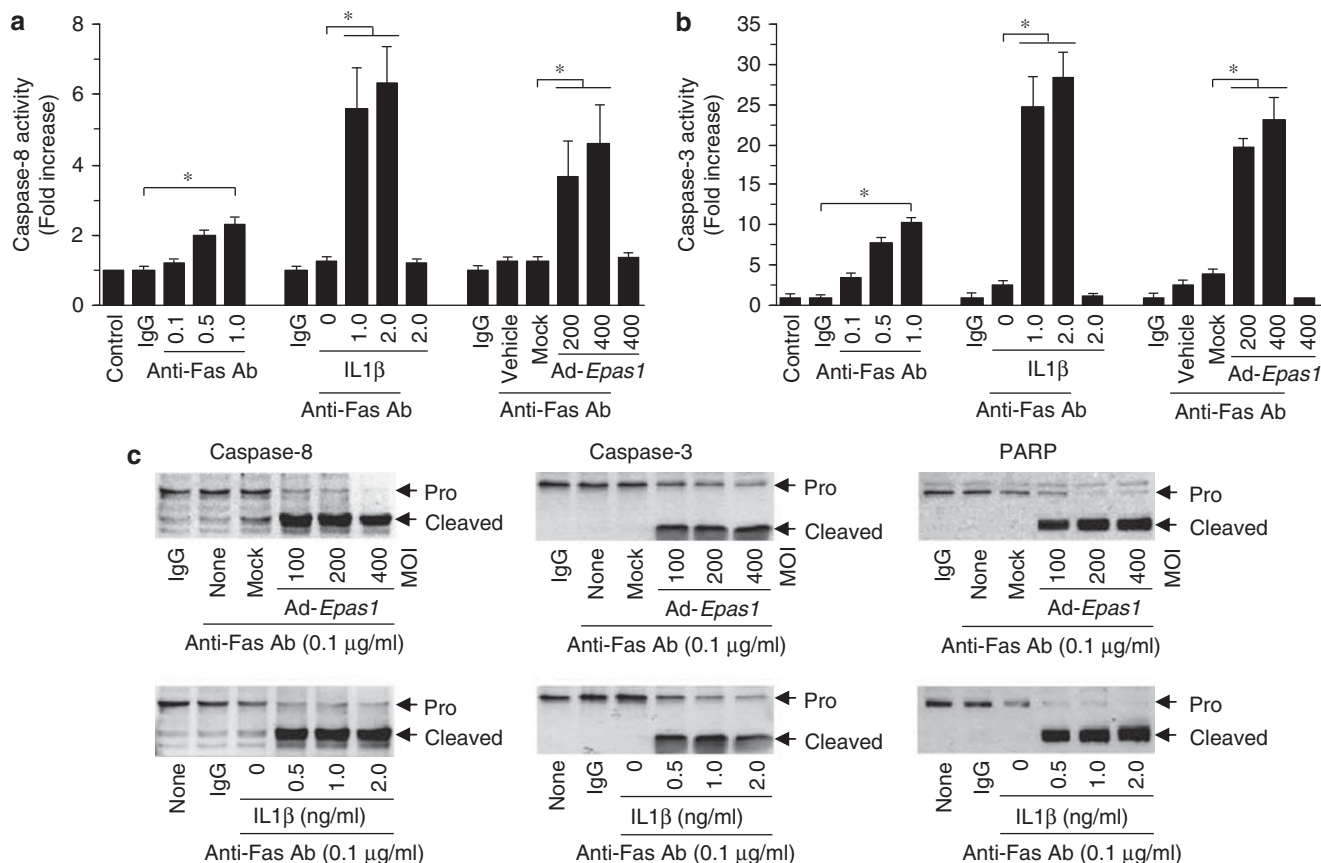 a
Caspase-8 activity
(Fold increase)
8
6
4
2
0
*
*
*
Control
IgG
0.1
0.5
1.0
Anti-Fas Ab
IgG
0
1.0
2.0
2.0
IL1β
Anti-Fas Ab
IgG
Vehicle
Mock
200
400
400
Ad-Epas1
Anti-Fas Ab
b
Caspase-3 activity
(Fold increase)
35
30
25
20
15
10
5
0
*
*
*
Control
IgG
0.1
0.5
1.0
Anti-Fas Ab
IgG
0
1.0
2.0
2.0
IL1β
Anti-Fas Ab
IgG
Vehicle
Mock
200
400
400
Ad-Epas1
Anti-Fas Ab
c
Caspase-8
Pro
Cleaved
IgG
None
Mock
100
200
400
MOI
Ad-Epas1
Anti-Fas Ab (0.1 μg/ml)
Caspase-3
Pro
Cleaved
IgG
None
Mock
100
200
400
MOI
Ad-Epas1
Anti-Fas Ab (0.1 μg/ml)
PARP
Pro
Cleaved
IgG
None
Mock
100
200
400
MOI
Ad-Epas1
Anti-Fas Ab (0.1 μg/ml)
Pro
Cleaved
None
IgG
0
0.5
1.0
2.0
IL1β (ng/ml)
Anti-Fas Ab (0.1 μg/ml)
Pro
Cleaved
None
IgG
0
0.5
1.0
2.0
IL1β (ng/ml)
Anti-Fas Ab (0.1 μg/ml)
Pro
Cleaved
None
IgG
0
0.5
1.0
2.0
IL1β (ng/ml)
Anti-Fas Ab (0.1 μg/ml)